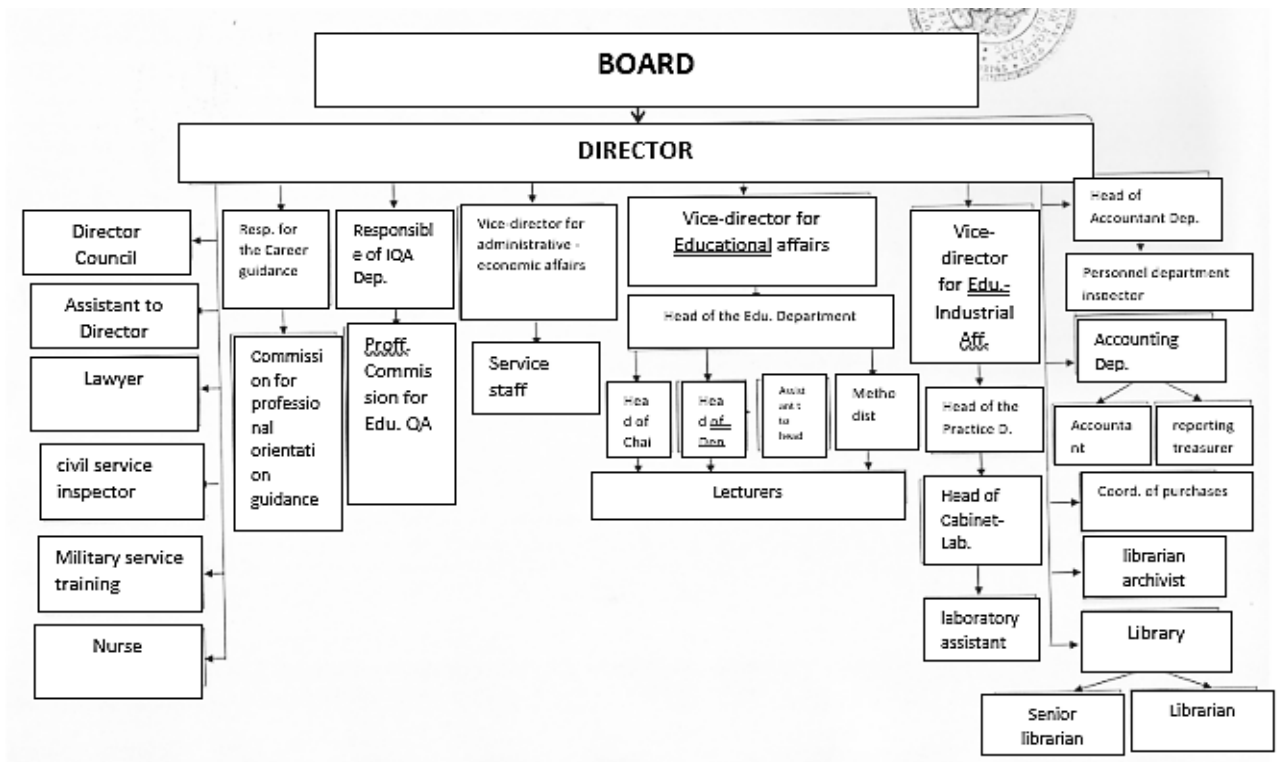 BOARD
DIRECTOR
Director
Council
Assistant to
Director
Lawyer
civil service
inspector
Military service
training
Nurse
Resp. for
the Career
guidance
Commissi
on for
professio
nal
orientati
on
guidance
Responsibl
e of IQA
Dep.
Proff.
Commis
sion for
Edu. QA
Vice-director for
administrative -
economic affairs
Service
staff
Vice-director for
Educational affairs
Head of the Edu. Department
Hea
d of
Chai
Hea
d of
Dep
Assist
ant t
to
head
Metho
dist
Lecturers
Vice-
director
for Edu.-
Industrial
Aff.
Head of the
Practice D.
Head of
Cabinet-
Lab.
laboratory
assistant
Head of
Accountant Dep.
Personnel department
inspector
Accounting
Dep.
Accounta
nt
reporting
treasurer
Coord. of purchases
librarian
archivist
Library
Senior
librarian
Librarian